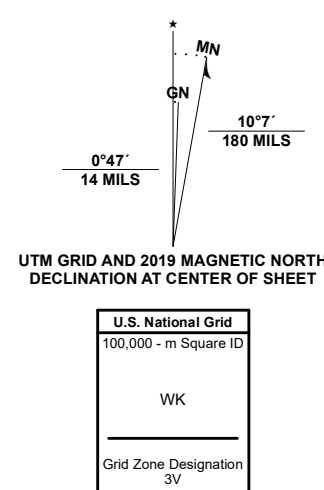 ★
MN
GN
10°7´
180 MILS
0°47´
14 MILS
UTM GRID AND 2019 MAGNETIC NORTH
DECLINATION AT CENTER OF SHEET
U.S. National Grid
100,000 - m Square ID
WK
Grid Zone Designation
3V